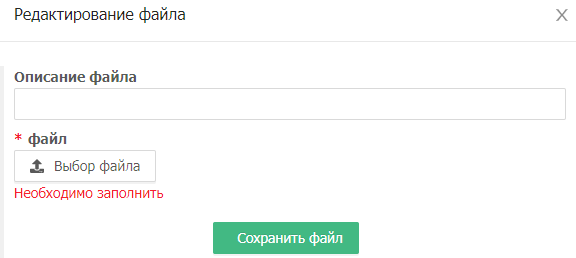 Редактирование файла
Описание файла
* файл
Выбор файла
Необходимо заполнить
Сохранить файл